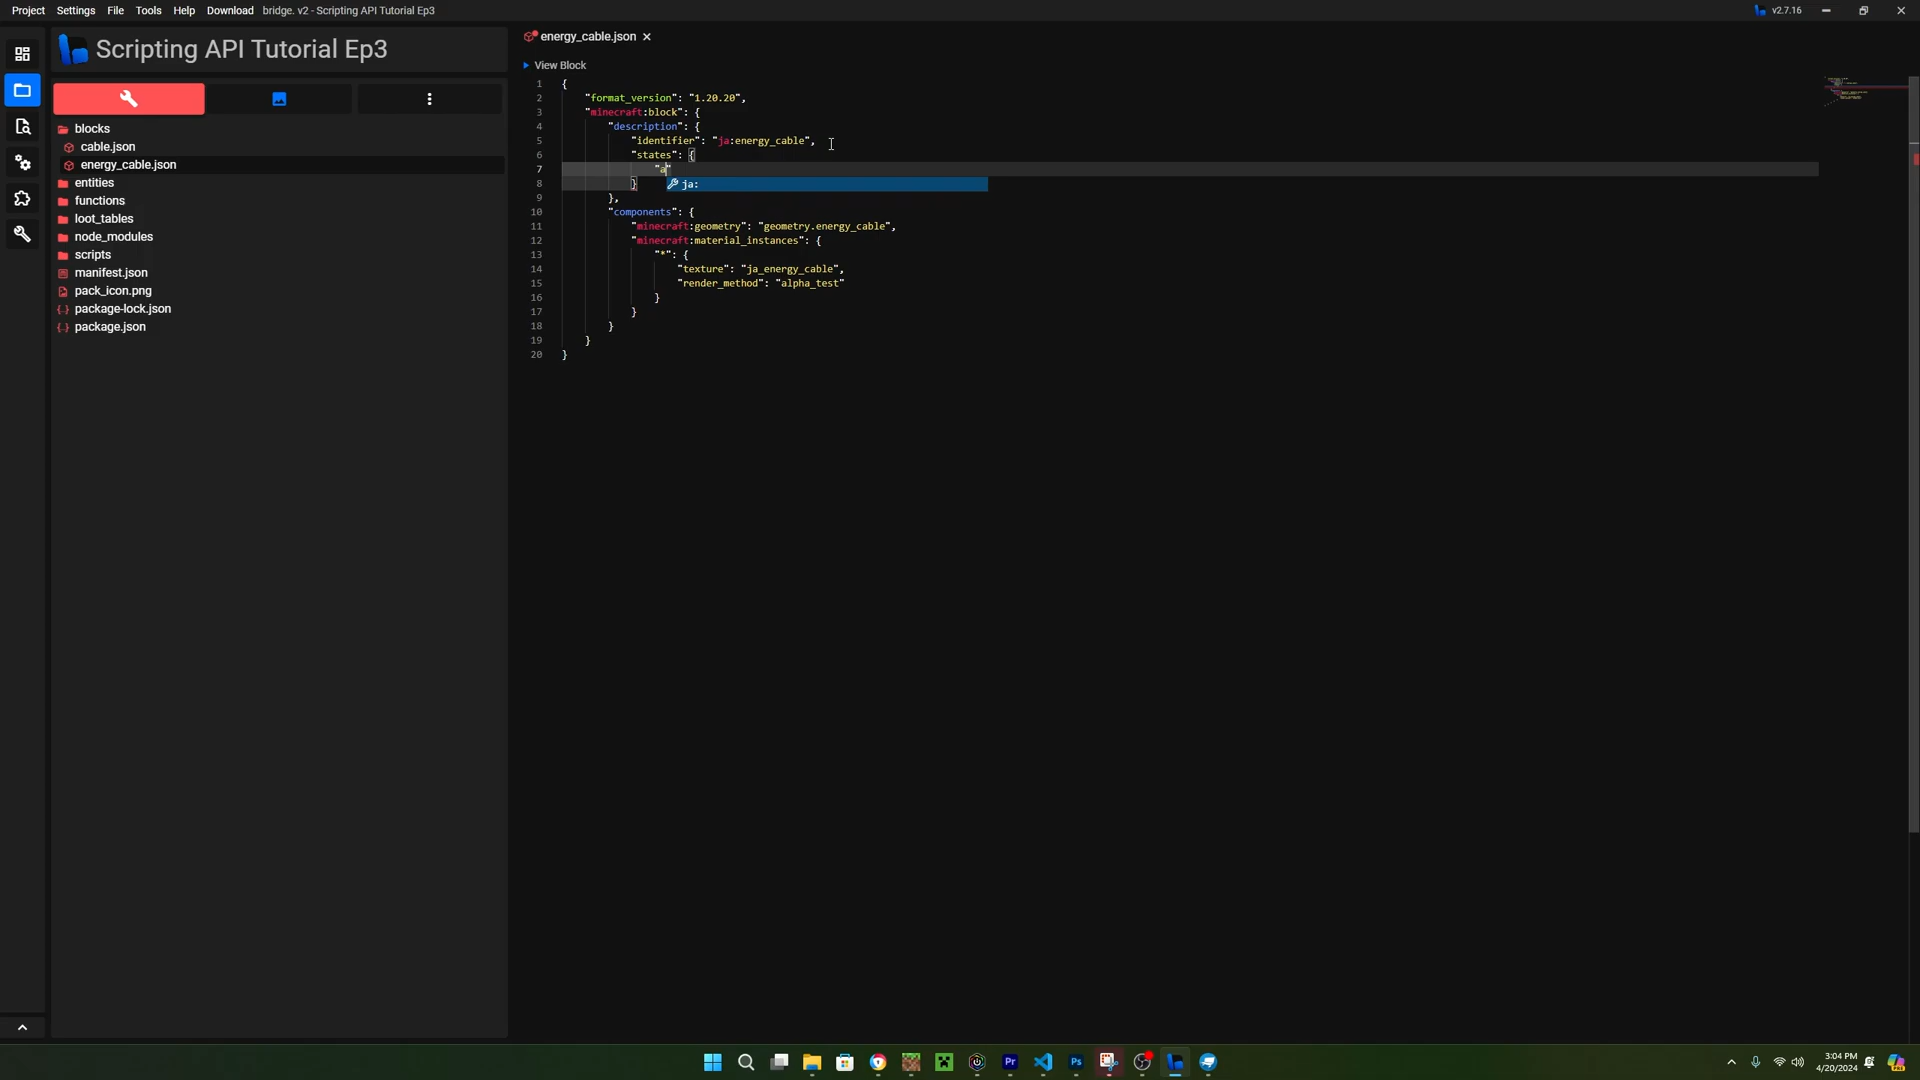 Project Settings File Tools Help Download bridge. v2 - Scripting API Tutorial Ep3
v2.7.16
Scripting API Tutorial Ep3
blocks
cable.json
energy_cable.json
entities
functions
loot_tables
node_modules
scripts
manifest.json
pack_icon.png
package-lock.json
package.json
energy_cable.json
View Block
1 {
2 "format_version": "1.20.20",
3 "minecraft:block": {
4 "description": {
5 "identifier": "ja:energy_cable",
6 "states": {
7 "a"
8 }
ja:
9 },
10 "components": {
11 "minecraft:geometry": "geometry.energy_cable",
12 "minecraft:material_instances": {
13 "*": {
14 "texture": "ja_energy_cable",
15 "render_method": "alpha_test"
16 }
17 }
18 }
19 }
20 }
3:04 PM
4/20/2024